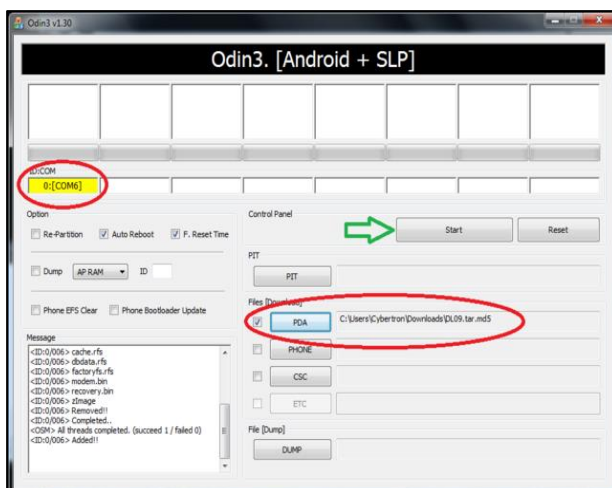 Odin3 v1.30
Odin3. [Android + SLP]
ID:COM
0:[COM6]
Option
Re-Partition Auto Reboot F. Reset Time
Dump AP RAM ID
Phone EFS Clear Phone Bootloader Update
Message
<ID:0/006> cache.rfs
<ID:0/006> dbdata.rfs
<ID:0/006> factoryfs.rfs
<ID:0/006> modem.bin
<ID:0/006> recovery.bin
<ID:0/006> zImage
<ID:0/006> Removed!!
<ID:0/006> Completed..
<OSM> All threads completed. (succeed 1 / failed 0)
<ID:0/006> Added!!
Control Panel
Start Reset
PIT
PIT
Files [Download]
PDA C:\Users\Cybertron\Downloads\DL09.tar.md5
PHONE
CSC
ETC
File [Dump]
DUMP